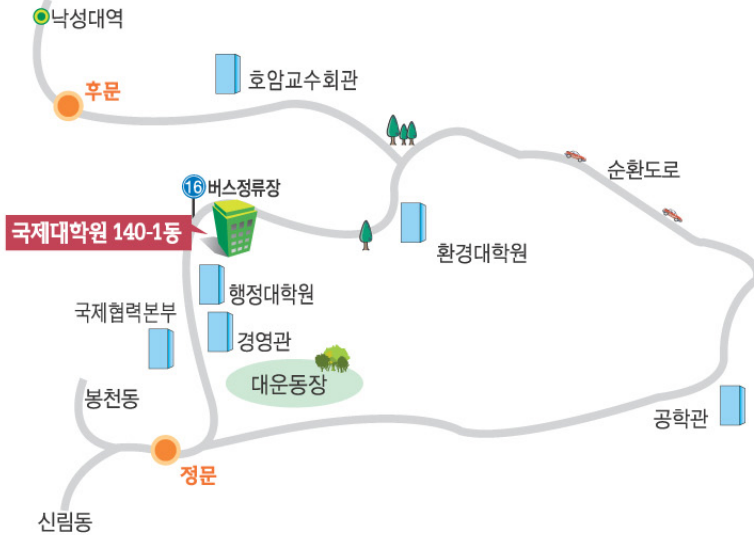 낙성대역
후문
호암교수회관
순환도로
16 버스정류장
국제대학원 140-1동
환경대학원
행정대학원
국제협력본부
경영관
대운동장
봉천동
공학관
정문
신림동